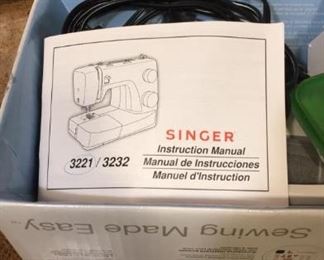 SINGER
3221 / 3232
Instruction Manual
Manual de Instrucciones
Manuel d'Instruction
Sewing Made Easy